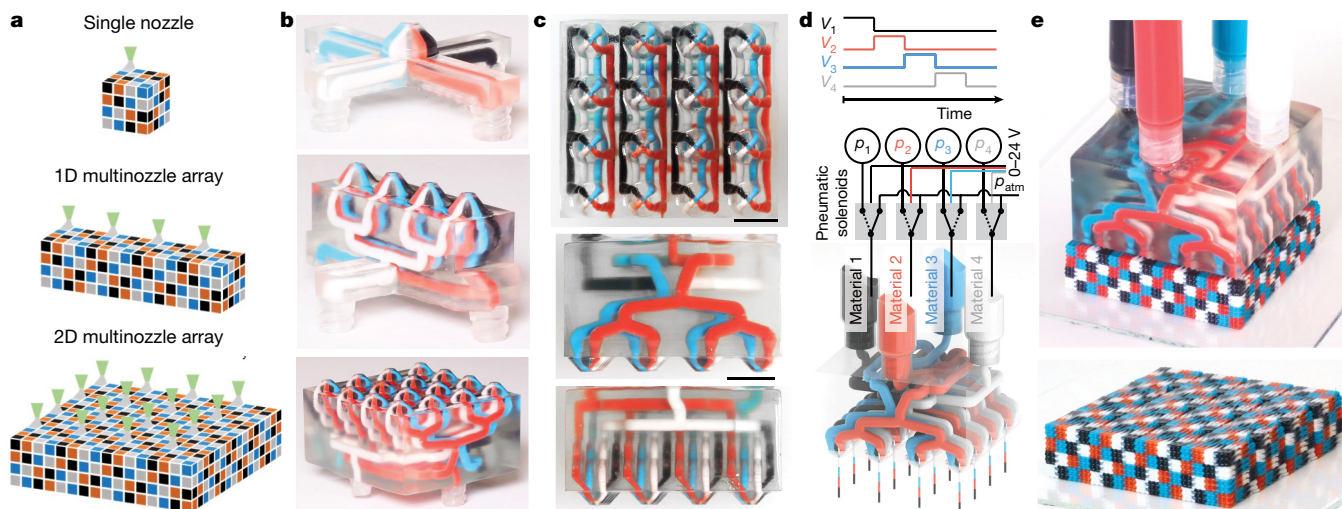 a
Single nozzle
1D multinozzle array
2D multinozzle array
b
c
d
V1
V2
V3
V4
Time
p1
p2
p3
p4
0–24 V
patm
Pneumatic
solenoids
Material 1
Material 2
Material 3
Material 4
e